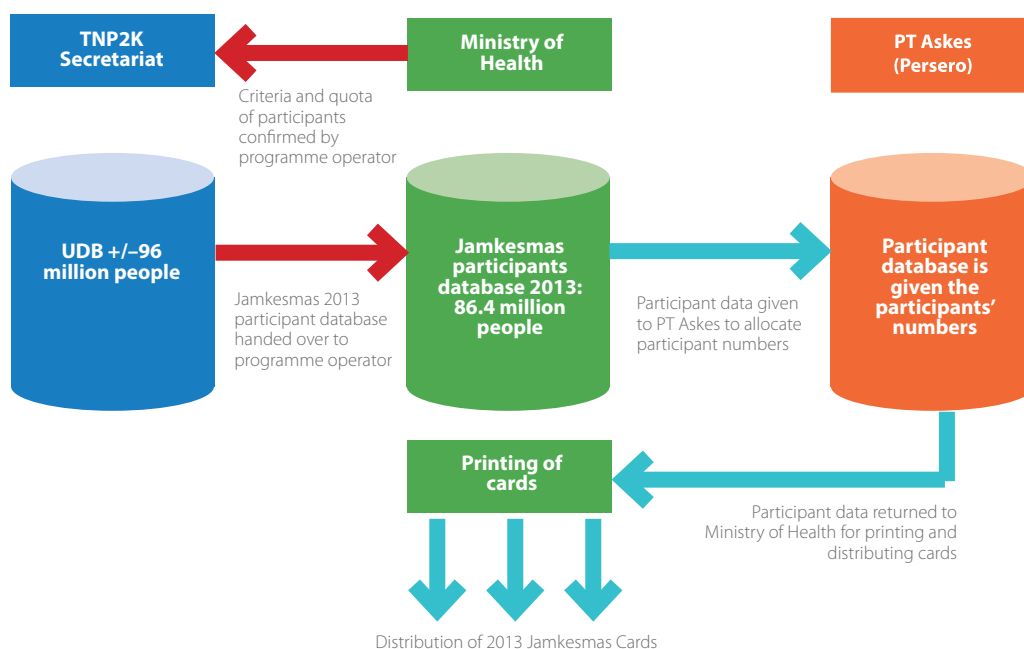 TNP2K
Secretariat
Ministry of
Health
PT Askes
(Persero)
Criteria and quota
of participants
confirmed by
programme operator
UDB +/–96
million people
Jamkesmas
participants
database 2013:
86.4 million
people
Participant
database is
given the
participants’
numbers
Jamkesmas 2013
participant database
handed over to
programme operator
Participant data given
to PT Askes to allocate
participant numbers
Printing of
cards
Participant data returned to
Ministry of Health for printing and
distributing cards
Distribution of 2013 Jamkesmas Cards